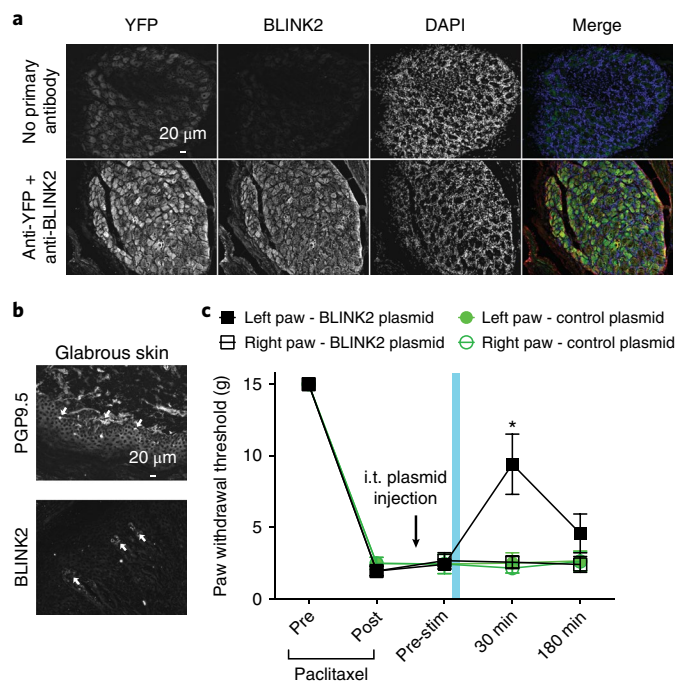 a
YFP
BLINK2
DAPI
Merge
No primary
antibody
20 μm
Anti-YFP +
anti-BLINK2
b
Glabrous skin
PGP9.5
20 μm
BLINK2
c
Left paw - BLINK2 plasmid
Left paw - control plasmid
Right paw - BLINK2 plasmid
Right paw - control plasmid
Paw withdrawal threshold (g)
15
10
5
0
i.t. plasmid
injection
*
Pre
Post
Pre-stim
30 min
180 min
Paclitaxel